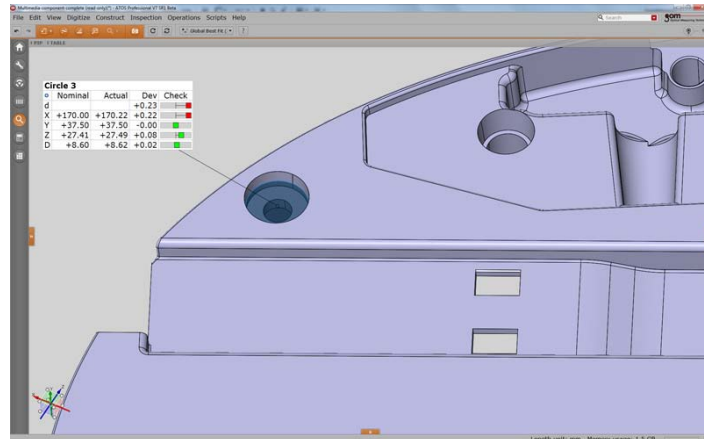 Multimedia component complete (read only)* - ATOS Professional V7 SR1 Beta
File Edit View Digitize Construct Inspection Operations Scripts Help
Search
gom
Global Best Fit
Circle 3
Nominal Actual Dev Check
d +0.23
X +170.00 +170.22 +0.22
Y +37.50 +37.50 -0.00
Z +27.41 +27.49 +0.08
D +8.60 +8.62 +0.02